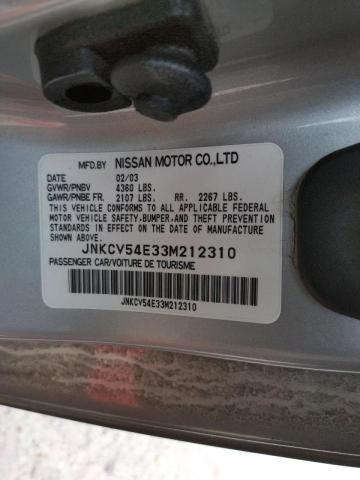 MFD.BY NISSAN MOTOR CO.,LTD
DATE 02/03
GVWR/PNBV 4360 LBS.
GAWR/PNBE FR. 2107 LBS. RR. 2267 LBS.
THIS VEHICLE CONFORMS TO ALL APPLICABLE FEDERAL
MOTOR VEHICLE SAFETY,BUMPER,AND THEFT PREVENTION
STANDARDS IN EFFECT ON THE DATE OF MANUFACTURE
SHOWN ABOVE.
JNKCV54E33M212310
PASSENGER CAR/VOITURE DE TOURISME
JNKCV54E33M212310